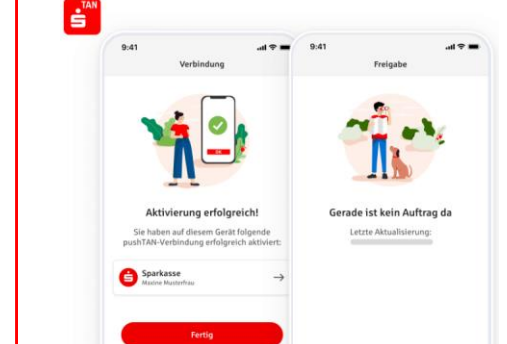 TAN
9:41
Verbindung
Aktivierung erfolgreich!
Sie haben auf diesem Gerät folgende
pushTAN-Verbindung erfolgreich aktiviert:
Sparkasse
Maxine Musterfrau
Fertig
9:41
Freigabe
Gerade ist kein Auftrag da
Letzte Aktualisierung: